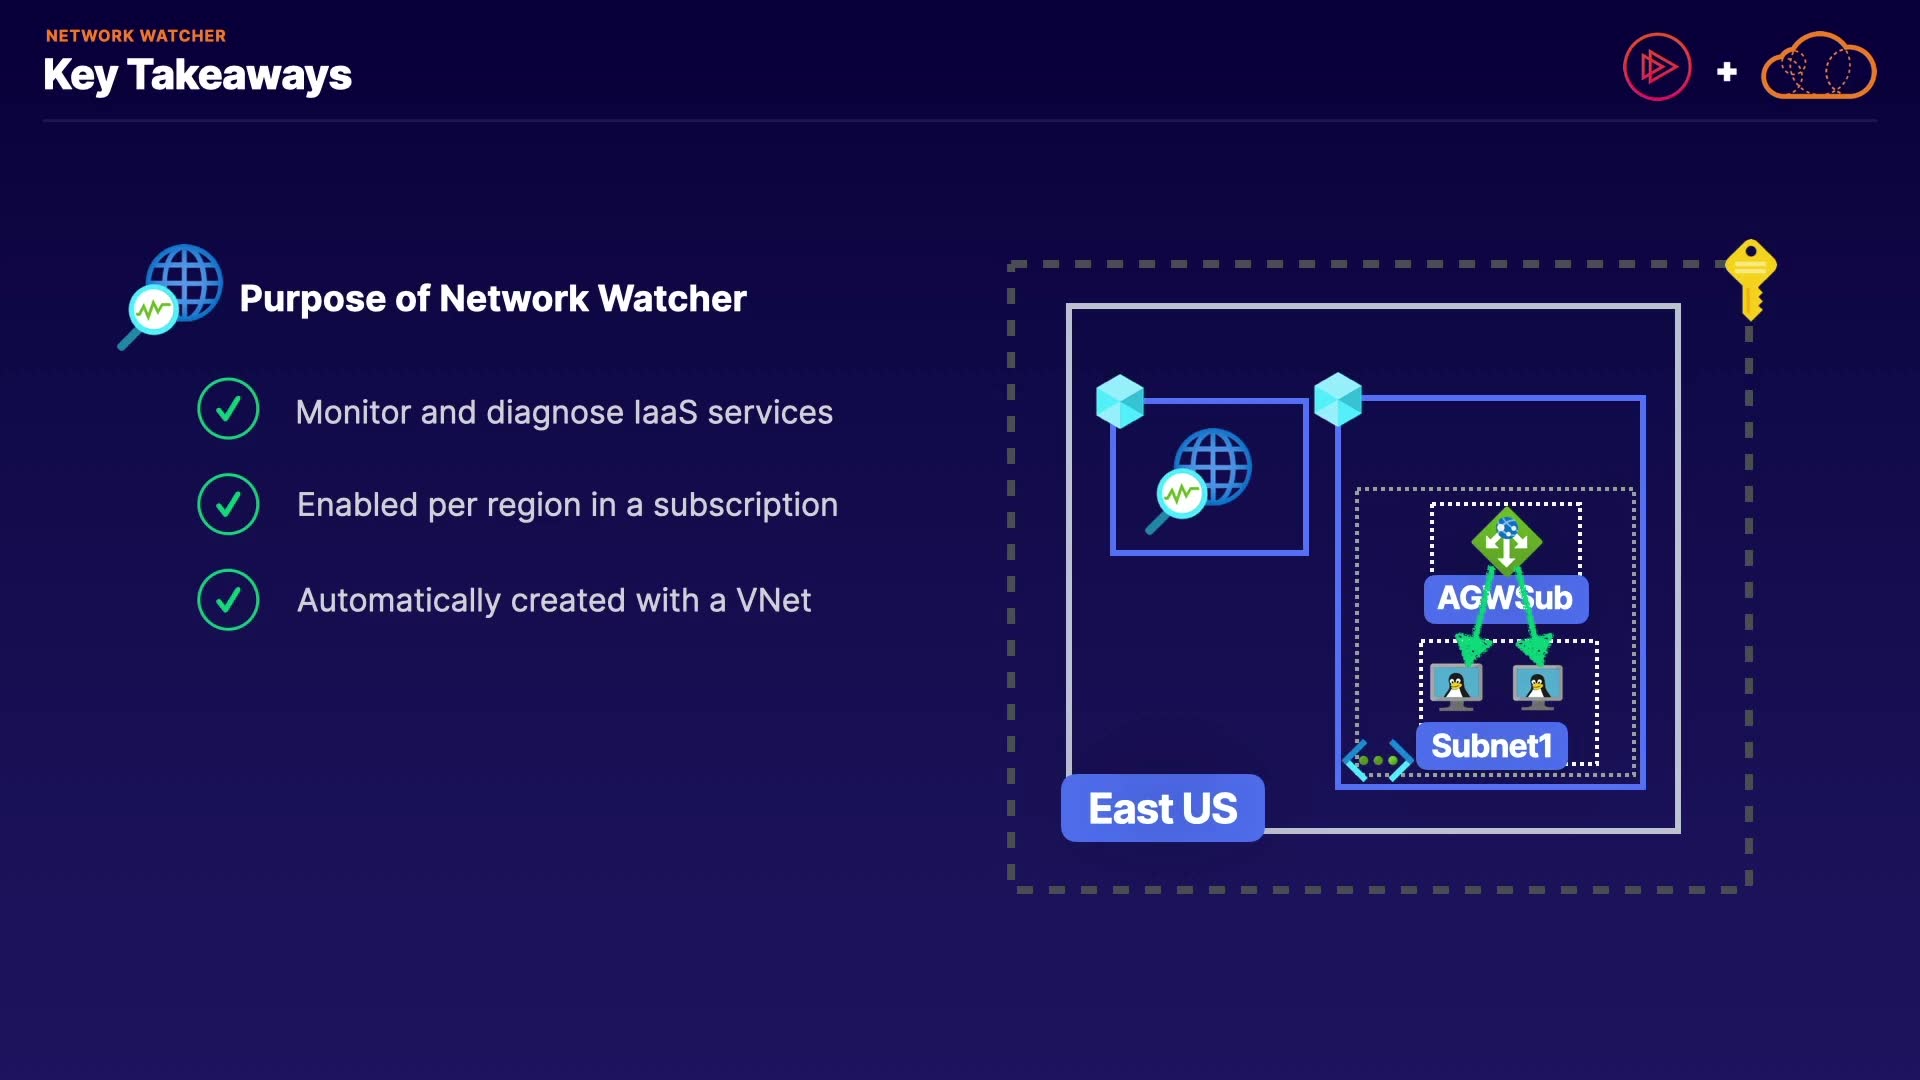 NETWORK WATCHER
Key Takeaways
Purpose of Network Watcher
Monitor and diagnose IaaS services
Enabled per region in a subscription
Automatically created with a VNet
AGWSub
Subnet1
East US